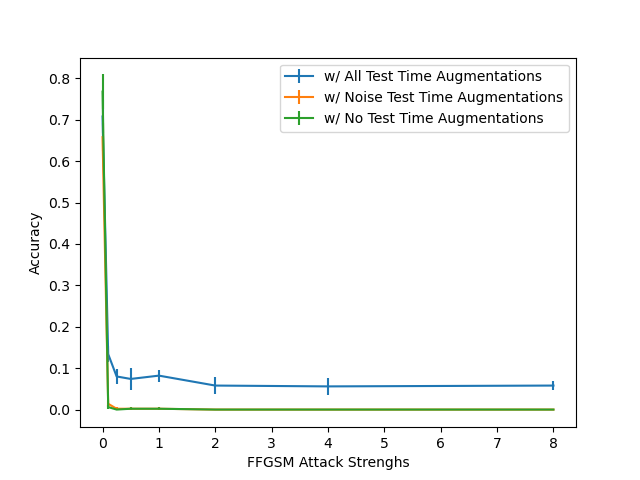 w/ All Test Time Augmentations
w/ Noise Test Time Augmentations
w/ No Test Time Augmentations
0.8
0.7
0.6
0.5
0.4
0.3
0.2
0.1
0.0
Accuracy
0 1 2 3 4 5 6 7 8
FFGSM Attack Strenghs